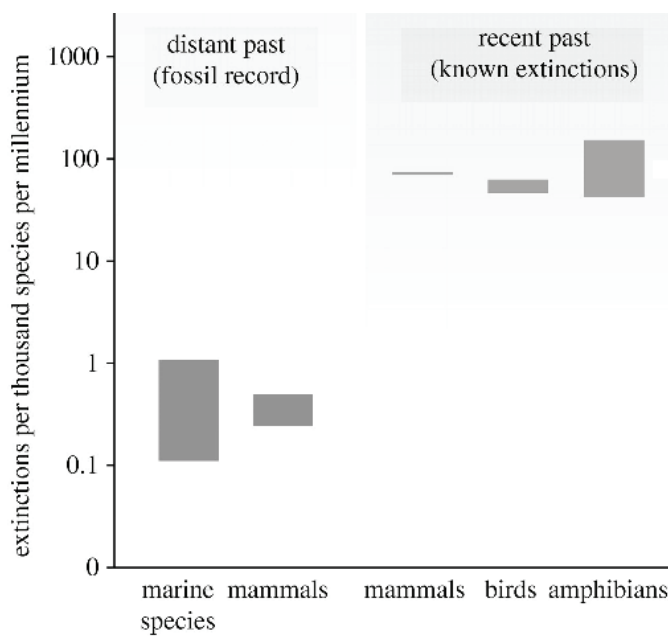 extinctions per thousand species per millennium
1000
100
10
1
0.1
0
distant past
(fossil record)
recent past
(known extinctions)
marine
species
mammals
mammals
birds
amphibians